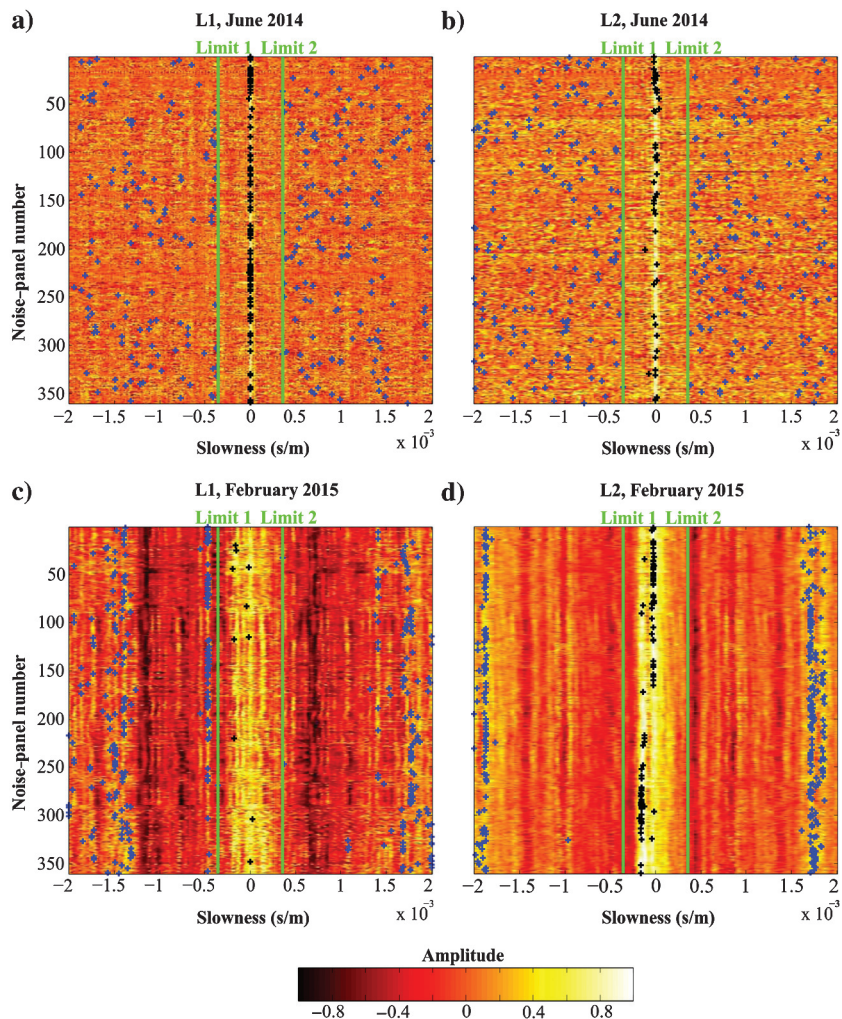 a) L1, June 2014
Limit 1 Limit 2
Noise-panel number
50
100
150
200
250
300
350
−2 −1.5 −1 −0.5 0 0.5 1 1.5 2
Slowness (s/m)
x 10⁻³
b) L2, June 2014
Limit 1 Limit 2
−2 −1.5 −1 −0.5 0 0.5 1 1.5 2
Slowness (s/m)
x 10⁻³
c) L1, February 2015
Limit 1 Limit 2
Noise-panel number
50
100
150
200
250
300
350
−2 −1.5 −1 −0.5 0 0.5 1 1.5 2
Slowness (s/m)
x 10⁻³
d) L2, February 2015
Limit 1 Limit 2
−2 −1.5 −1 −0.5 0 0.5 1 1.5 2
Slowness (s/m)
x 10⁻³
Amplitude
−0.8 −0.4 0 0.4 0.8